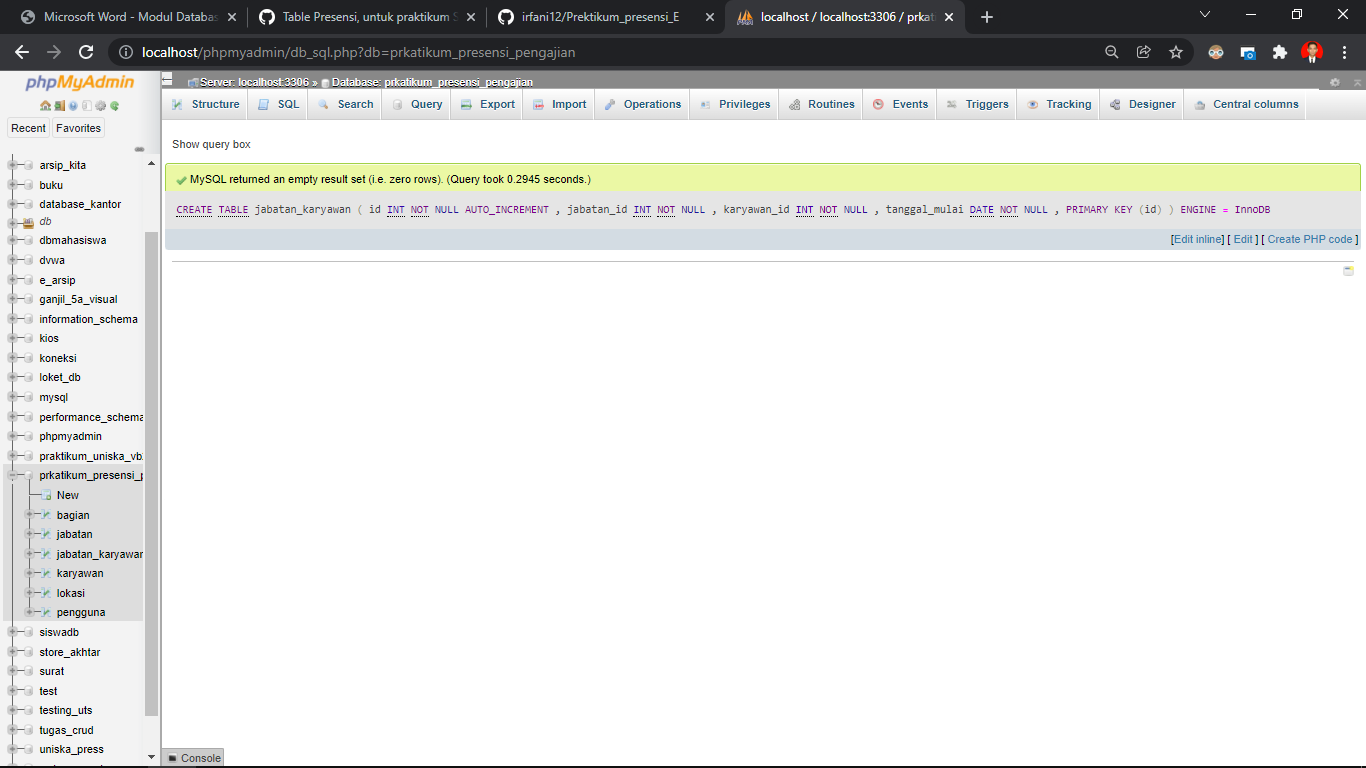 Microsoft Word - Modul Databas
Table Presensi, untuk praktikum S
irfani12/Prektikum_presensi_E
localhost / localhost:3306 / prkat
localhost/phpmyadmin/db_sql.php?db=prkatikum_presensi_pengajian
phpMyAdmin
Server: localhost:3306 » Database: prkatikum_presensi_pengajian
Structure SQL Search Query Export Import Operations Privileges Routines Events Triggers Tracking Designer Central columns
Recent Favorites
arsip_kita
buku
database_kantor
db
dbmahasiswa
dvwa
e_arsip
ganjil_5a_visual
information_schema
kios
koneksi
loket_db
mysql
performance_schema
phpmyadmin
praktikum_uniska_vb
prkatikum_presensi_p
New
bagian
jabatan
jabatan_karyawan
karyawan
lokasi
pengguna
siswadb
store_akhtar
surat
test
testing_uts
tugas_crud
uniska_press
Show query box
MySQL returned an empty result set (i.e. zero rows). (Query took 0.2945 seconds.)
CREATE TABLE jabatan_karyawan ( id INT NOT NULL AUTO_INCREMENT , jabatan_id INT NOT NULL , karyawan_id INT NOT NULL , tanggal_mulai DATE NOT NULL , PRIMARY KEY (id) ) ENGINE = InnoDB
[Edit inline] [ Edit ] [ Create PHP code ]
Console